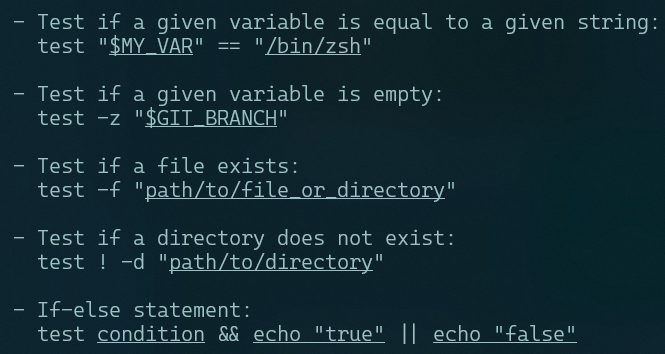 - Test if a given variable is equal to a given string:
test "$MY_VAR" == "/bin/zsh"
- Test if a given variable is empty:
test -z "$GIT_BRANCH"
- Test if a file exists:
test -f "path/to/file_or_directory"
- Test if a directory does not exist:
test ! -d "path/to/directory"
- If-else statement:
test condition && echo "true" || echo "false"